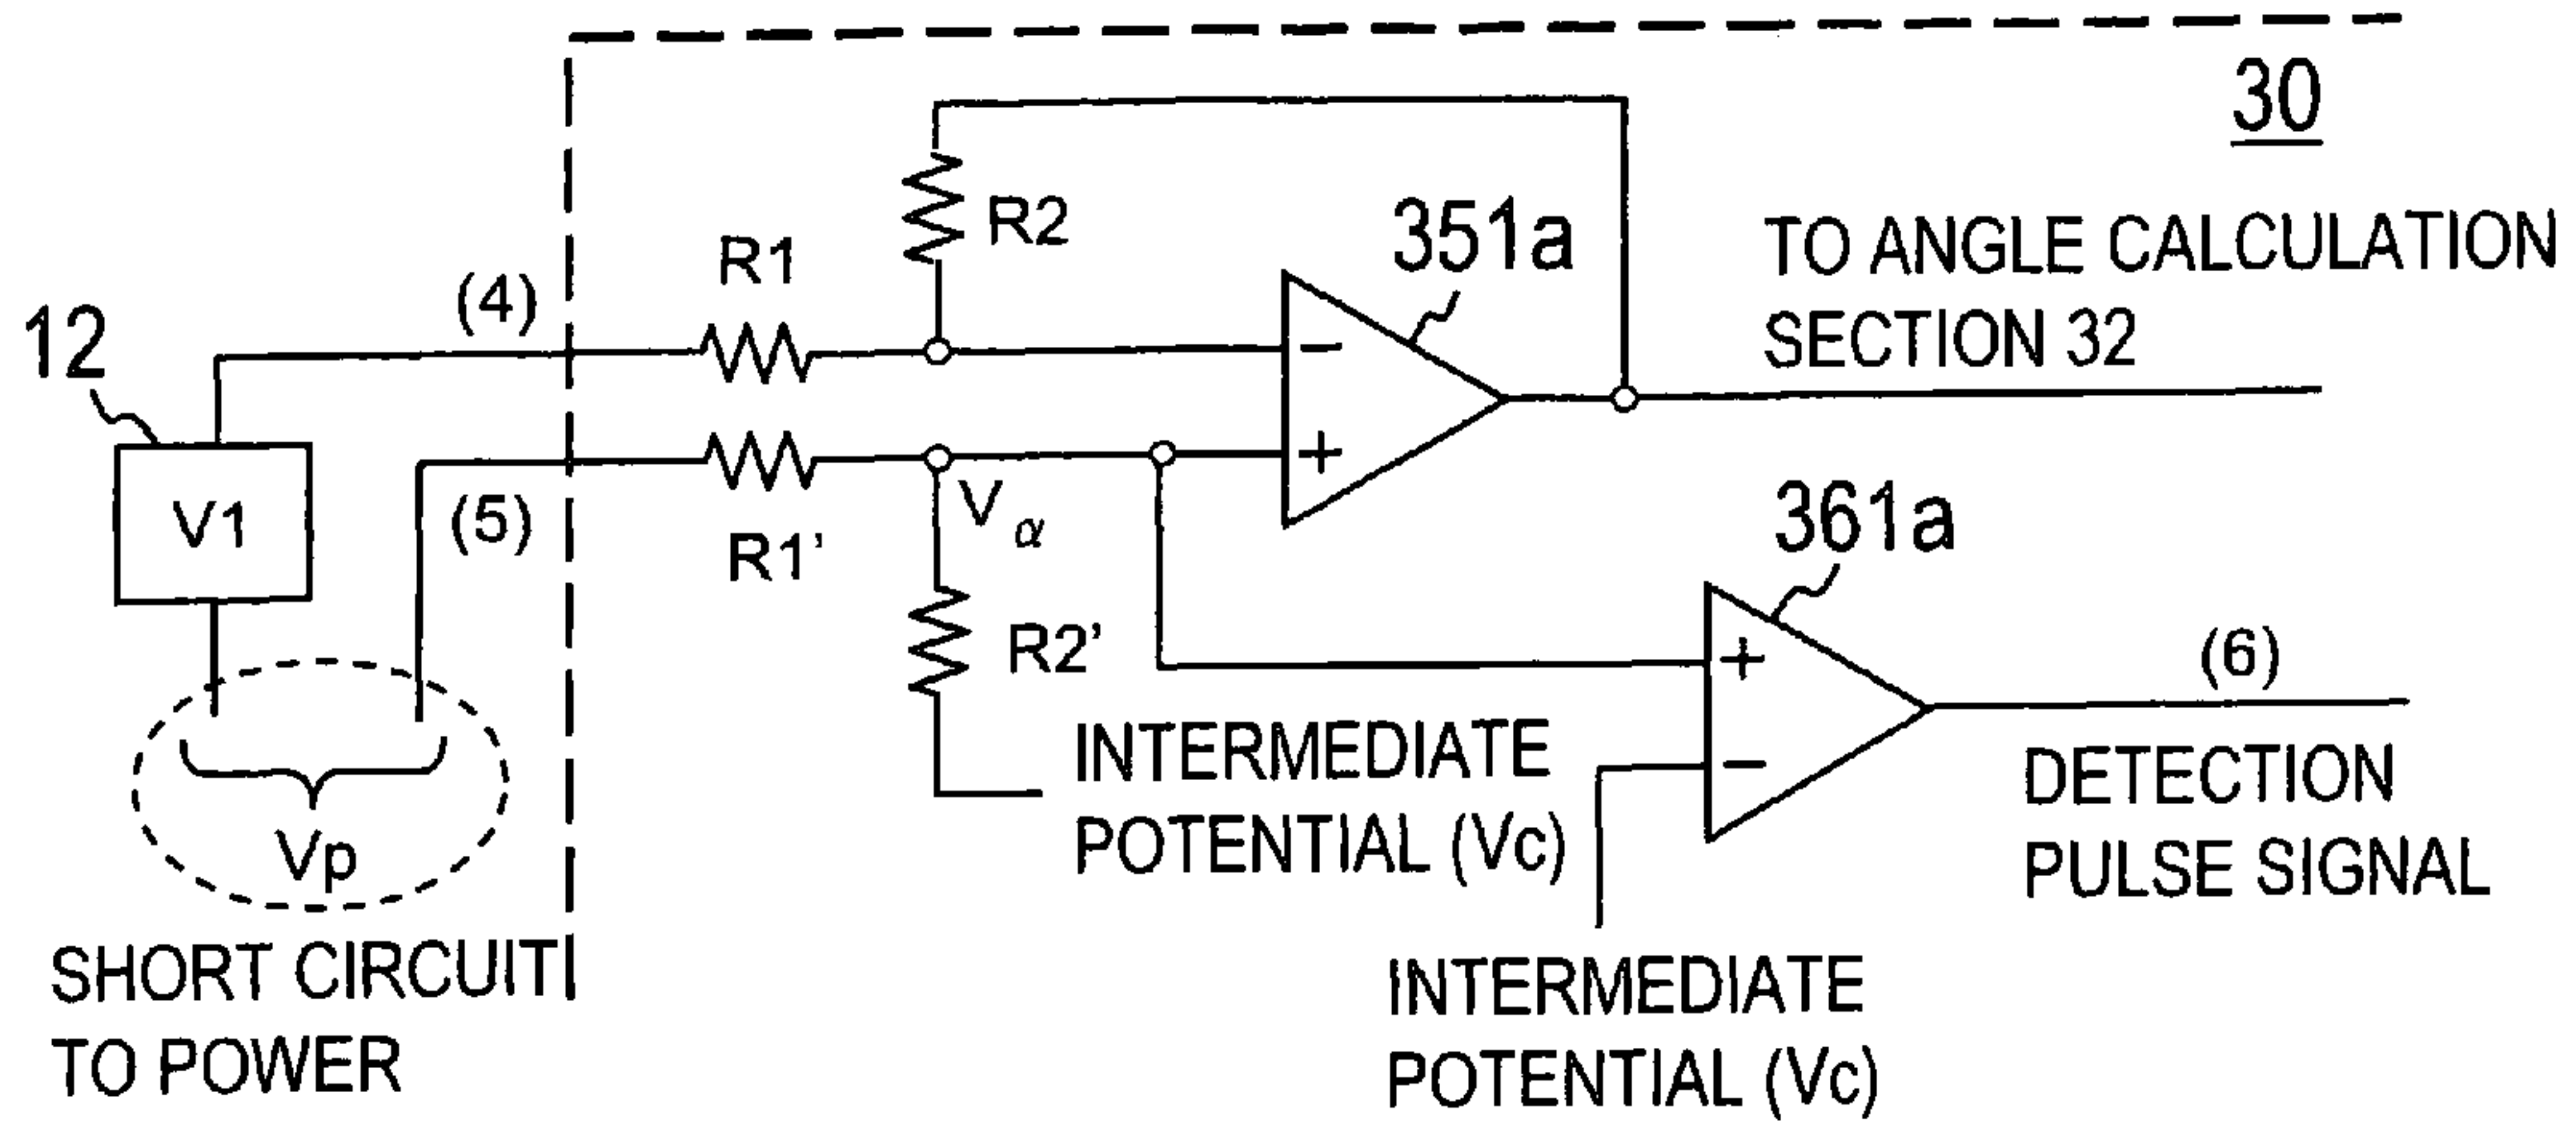 30
R2
351a
TO ANGLE CALCULATION
SECTION 32
R1
(4)
12
−
+
V1
(5)
R1'
Vα
361a
R2'
+
−
(6)
INTERMEDIATE
POTENTIAL (Vc)
DETECTION
PULSE SIGNAL
Vp
SHORT CIRCUIT
TO POWER
INTERMEDIATE
POTENTIAL (Vc)